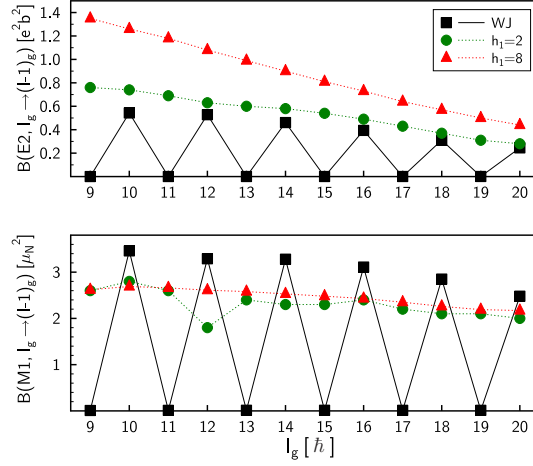 B(E2, I_g→(I-1)_g) [e²b²]
1.4
1.2
1.0
0.8
0.6
0.4
0.2
WJ
h₁=2
h₁=8
9 10 11 12 13 14 15 16 17 18 19 20
B(M1, I_g→(I-1)_g) [μ_N²]
3
2
1
9 10 11 12 13 14 15 16 17 18 19 20
I_g [ℏ]